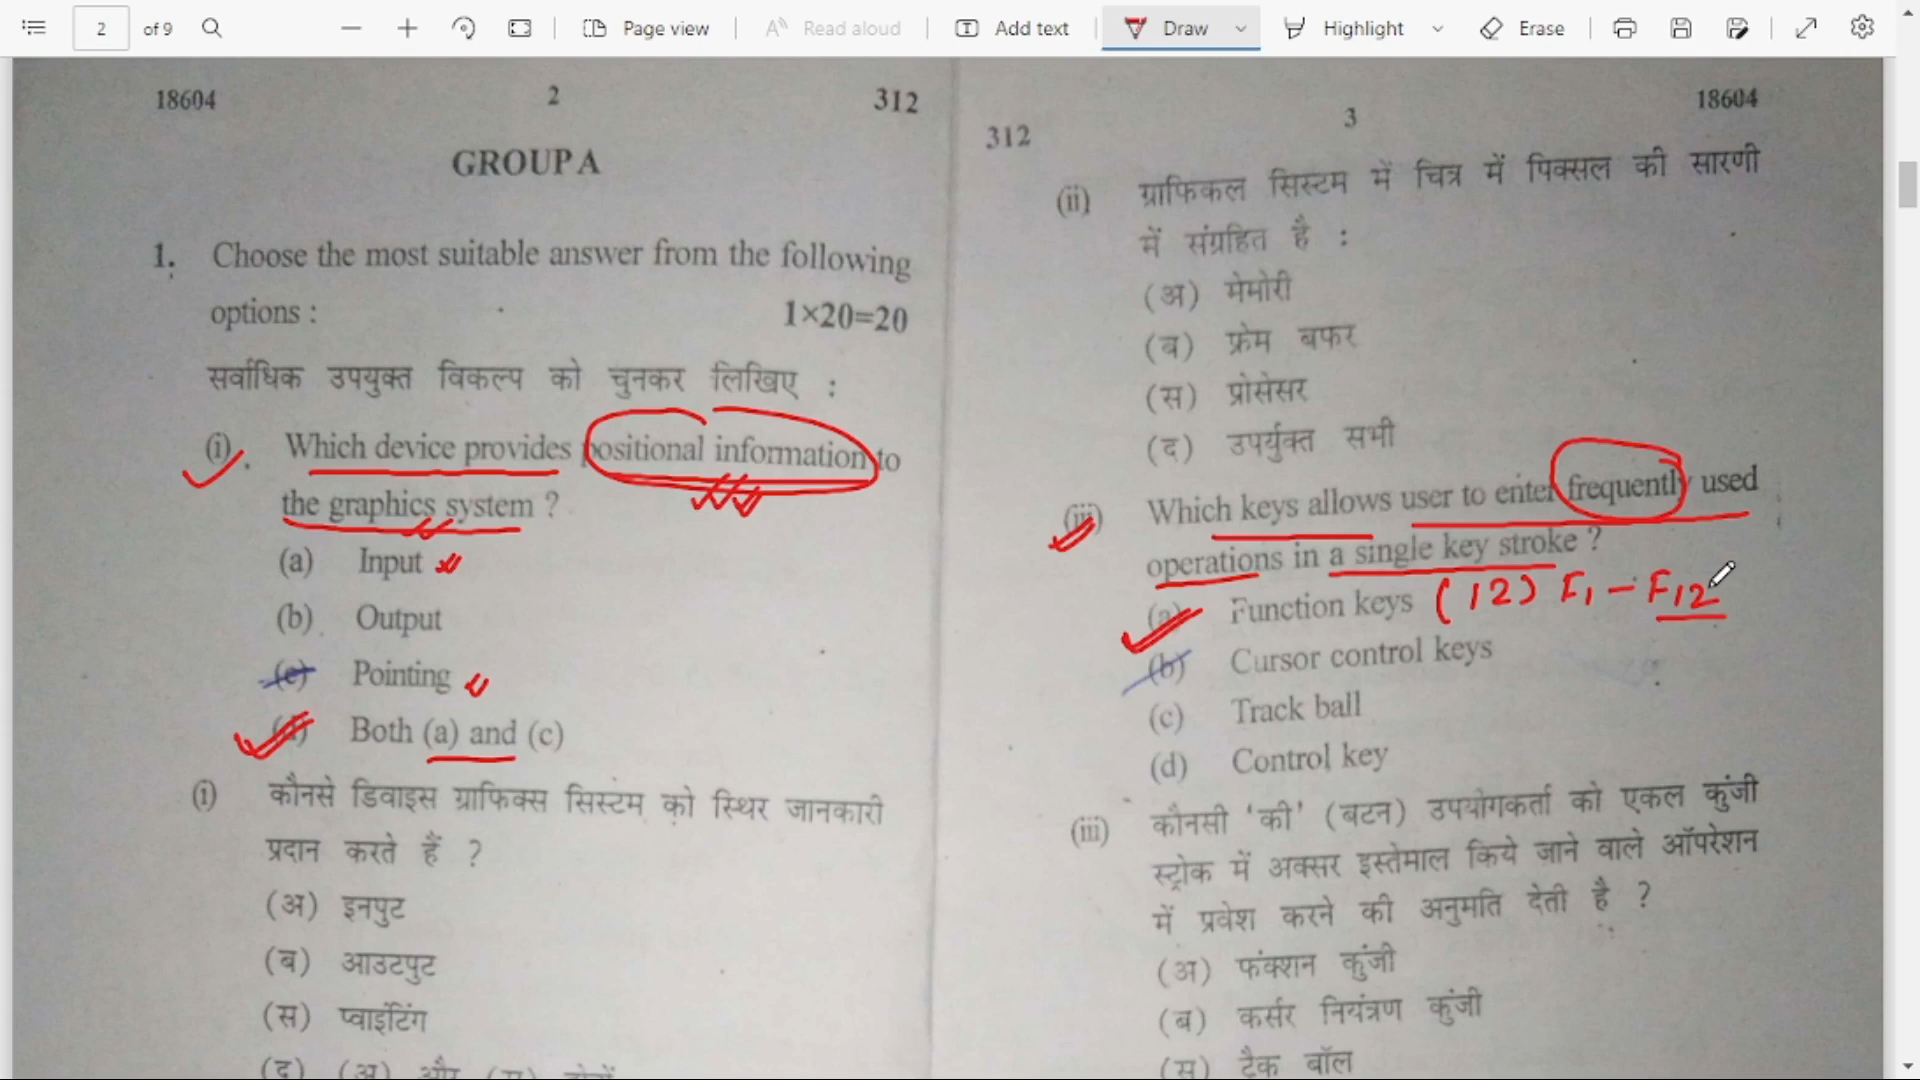 2 of 9 Page view Read aloud Add text Draw Highlight Erase
18604 2 312
GROUP A
1. Choose the most suitable answer from the following
options : 1×20=20
सर्वाधिक उपयुक्त विकल्प को चुनकर लिखिए :
(i) Which device provides positional information to
the graphics system ?
(a) Input
(b) Output
(c) Pointing
(d) Both (a) and (c)
(i) कौनसे डिवाइस ग्राफिक्स सिस्टम को स्थिर जानकारी
प्रदान करते हैं ?
(अ) इनपुट
(ब) आउटपुट
(स) प्वाइंटिंग
(द) (अ) और (स) दोनों
312 3 18604
(ii) ग्राफिकल सिस्टम में चित्र में पिक्सल की सारणी
में संग्रहित है :
(अ) मेमोरी
(ब) फ्रेम बफर
(स) प्रोसेसर
(द) उपर्युक्त सभी
(iii) Which keys allows user to enter frequently used
operations in a single key stroke ?
(a) Function keys (12) F1 - F12
(b) Cursor control keys
(c) Track ball
(d) Control key
(iii) कौनसी 'की' (बटन) उपयोगकर्ता को एकल कुंजी
स्ट्रोक में अक्सर इस्तेमाल किये जाने वाले ऑपरेशन
में प्रवेश करने की अनुमति देती है ?
(अ) फंक्शन कुंजी
(ब) कर्सर नियंत्रण कुंजी
(स) ट्रैक बॉल